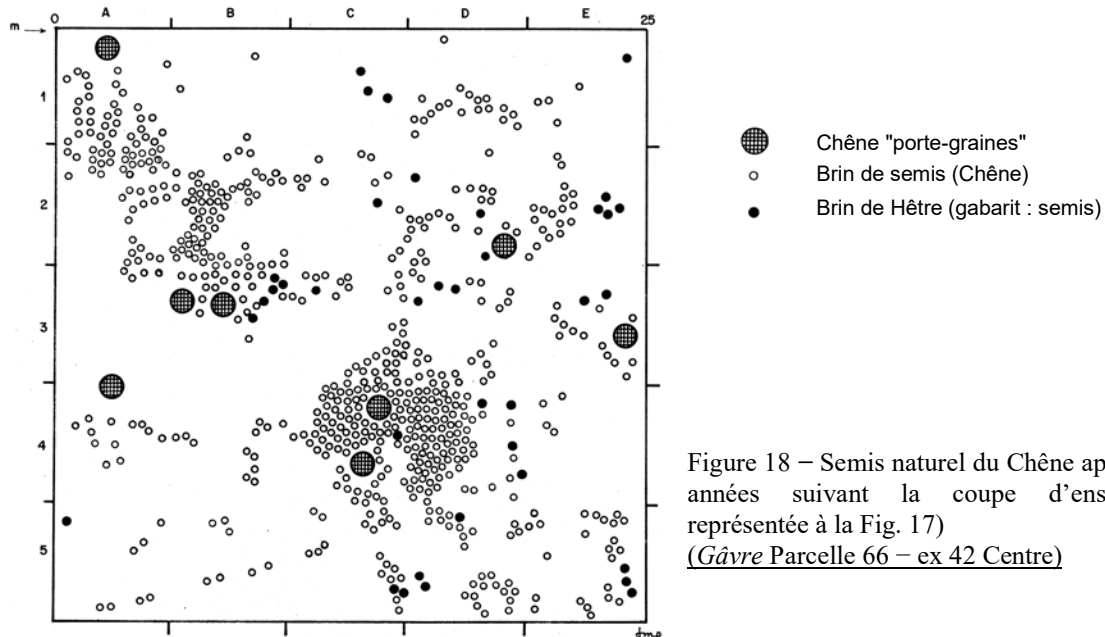 A B C D E
m 0 25
1
2
3
4
5
Chêne "porte-graines"
Brin de semis (Chêne)
Brin de Hêtre (gabarit : semis)
Figure 18 – Semis naturel du Chêne ap
années suivant la coupe d’ens
représentée à la Fig. 17)
(Gâvre Parcelle 66 – ex 42 Centre)